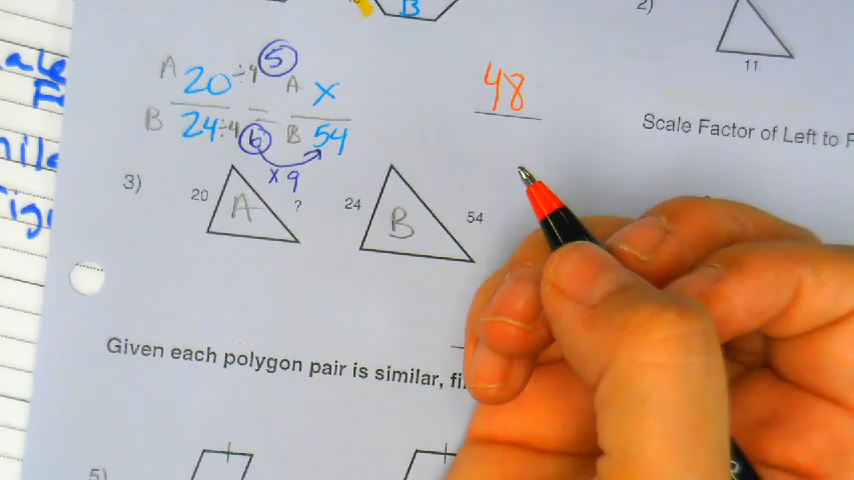 B
2)
11
A 20 ÷4 5 A x
B 24 ÷4 = 6 B 54
x 9
48
Scale Factor of Left to
3) 20 A ? 24 B 54
Given each polygon pair is similar,
5)